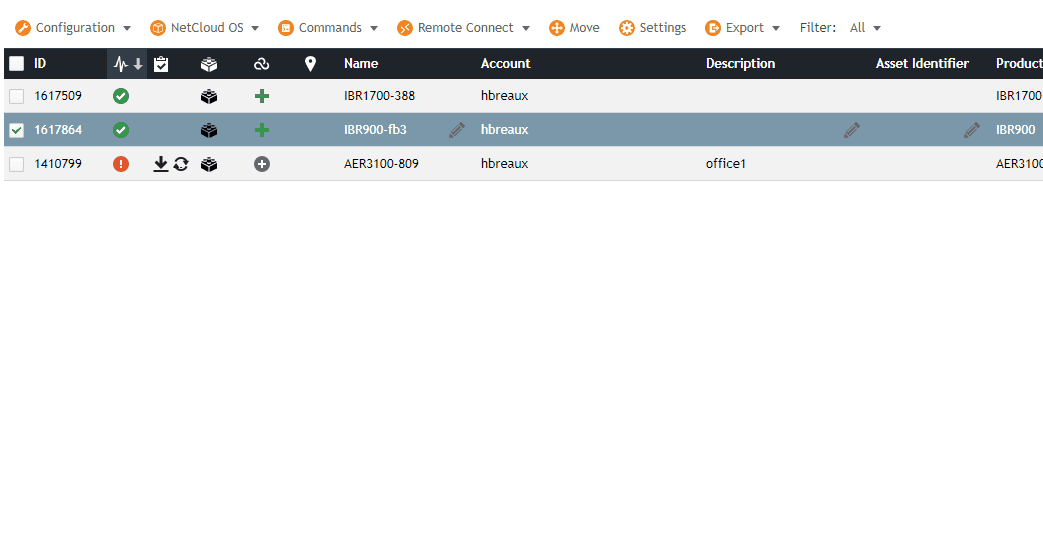 Configuration NetCloud OS Commands Remote Connect Move Settings Export Filter: All
ID Name Account Description Asset Identifier Product
1617509 IBR1700-388 hbreaux IBR1700
1617864 IBR900-fb3 hbreaux IBR900
1410799 AER3100-809 hbreaux office1 AER3100